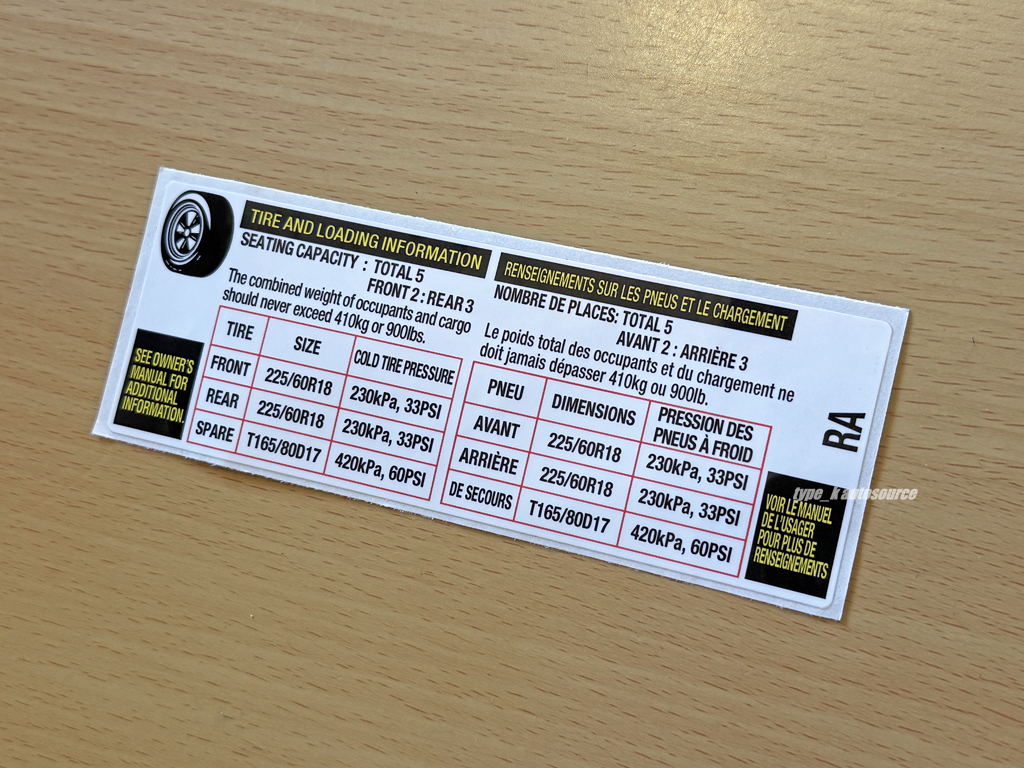 TIRE AND LOADING INFORMATION
SEATING CAPACITY : TOTAL 5
FRONT 2 : REAR 3
The combined weight of occupants and cargo
should never exceed 410kg or 900lbs.
TIRE SIZE COLD TIRE PRESSURE
FRONT 225/60R18 230kPa, 33PSI
REAR 225/60R18 230kPa, 33PSI
SPARE T165/80D17 420kPa, 60PSI
SEE OWNER'S
MANUAL FOR
ADDITIONAL
INFORMATION.
RENSEIGNEMENTS SUR LES PNEUS ET LE CHARGEMENT
NOMBRE DE PLACES: TOTAL 5
AVANT 2 : ARRIÈRE 3
Le poids total des occupants et du chargement ne
doit jamais dépasser 410kg ou 900lb.
PNEU DIMENSIONS PRESSION DES
PNEUS À FROID
AVANT 225/60R18 230kPa, 33PSI
ARRIÈRE 225/60R18 230kPa, 33PSI
DE SECOURS T165/80D17 420kPa, 60PSI
RA
type_k autosource
VOIR LE MANUEL
DE L'USAGER
POUR PLUS DE
RENSEIGNEMENTS